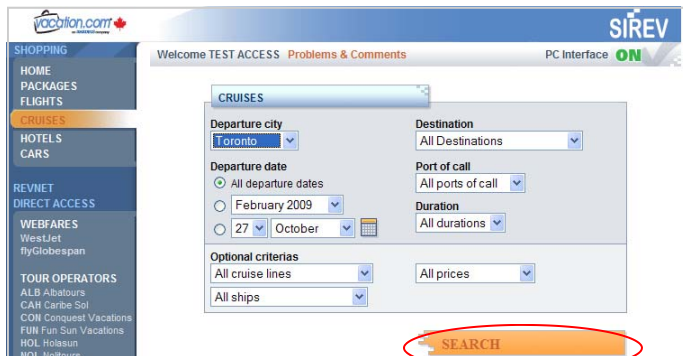 vacation.com
SIREV
SHOPPING
Welcome TEST ACCESS Problems & Comments
PC Interface ON
HOME
PACKAGES
FLIGHTS
CRUISES
HOTELS
CARS
REVNET
DIRECT ACCESS
WEBFARES
WestJet
flyGlobespan
TOUR OPERATORS
ALB Albatours
CAH Caribe Sol
CON Conquest Vacations
FUN Fun Sun Vacations
HOL Holasun
NOL Nolitours
CRUISES
Departure city
Toronto
Destination
All Destinations
Departure date
All departure dates
February 2009
27 October
Port of call
All ports of call
Duration
All durations
Optional criterias
All cruise lines
All prices
All ships
SEARCH